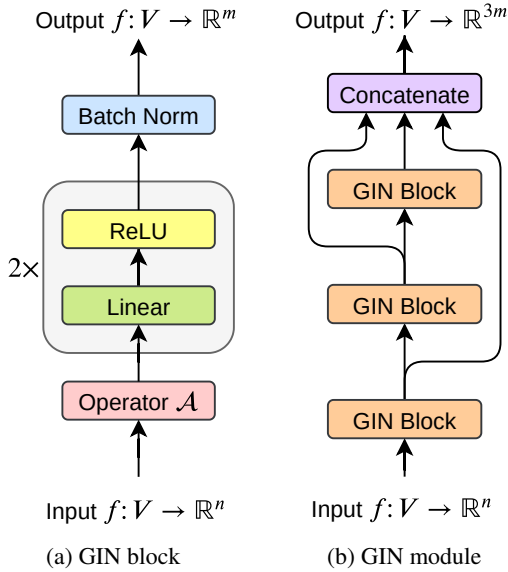 Output f: V → ℝ^m
Batch Norm
ReLU
2×
Linear
Operator 𝒜
Input f: V → ℝ^n
(a) GIN block
Output f: V → ℝ^{3m}
Concatenate
GIN Block
GIN Block
GIN Block
Input f: V → ℝ^n
(b) GIN module